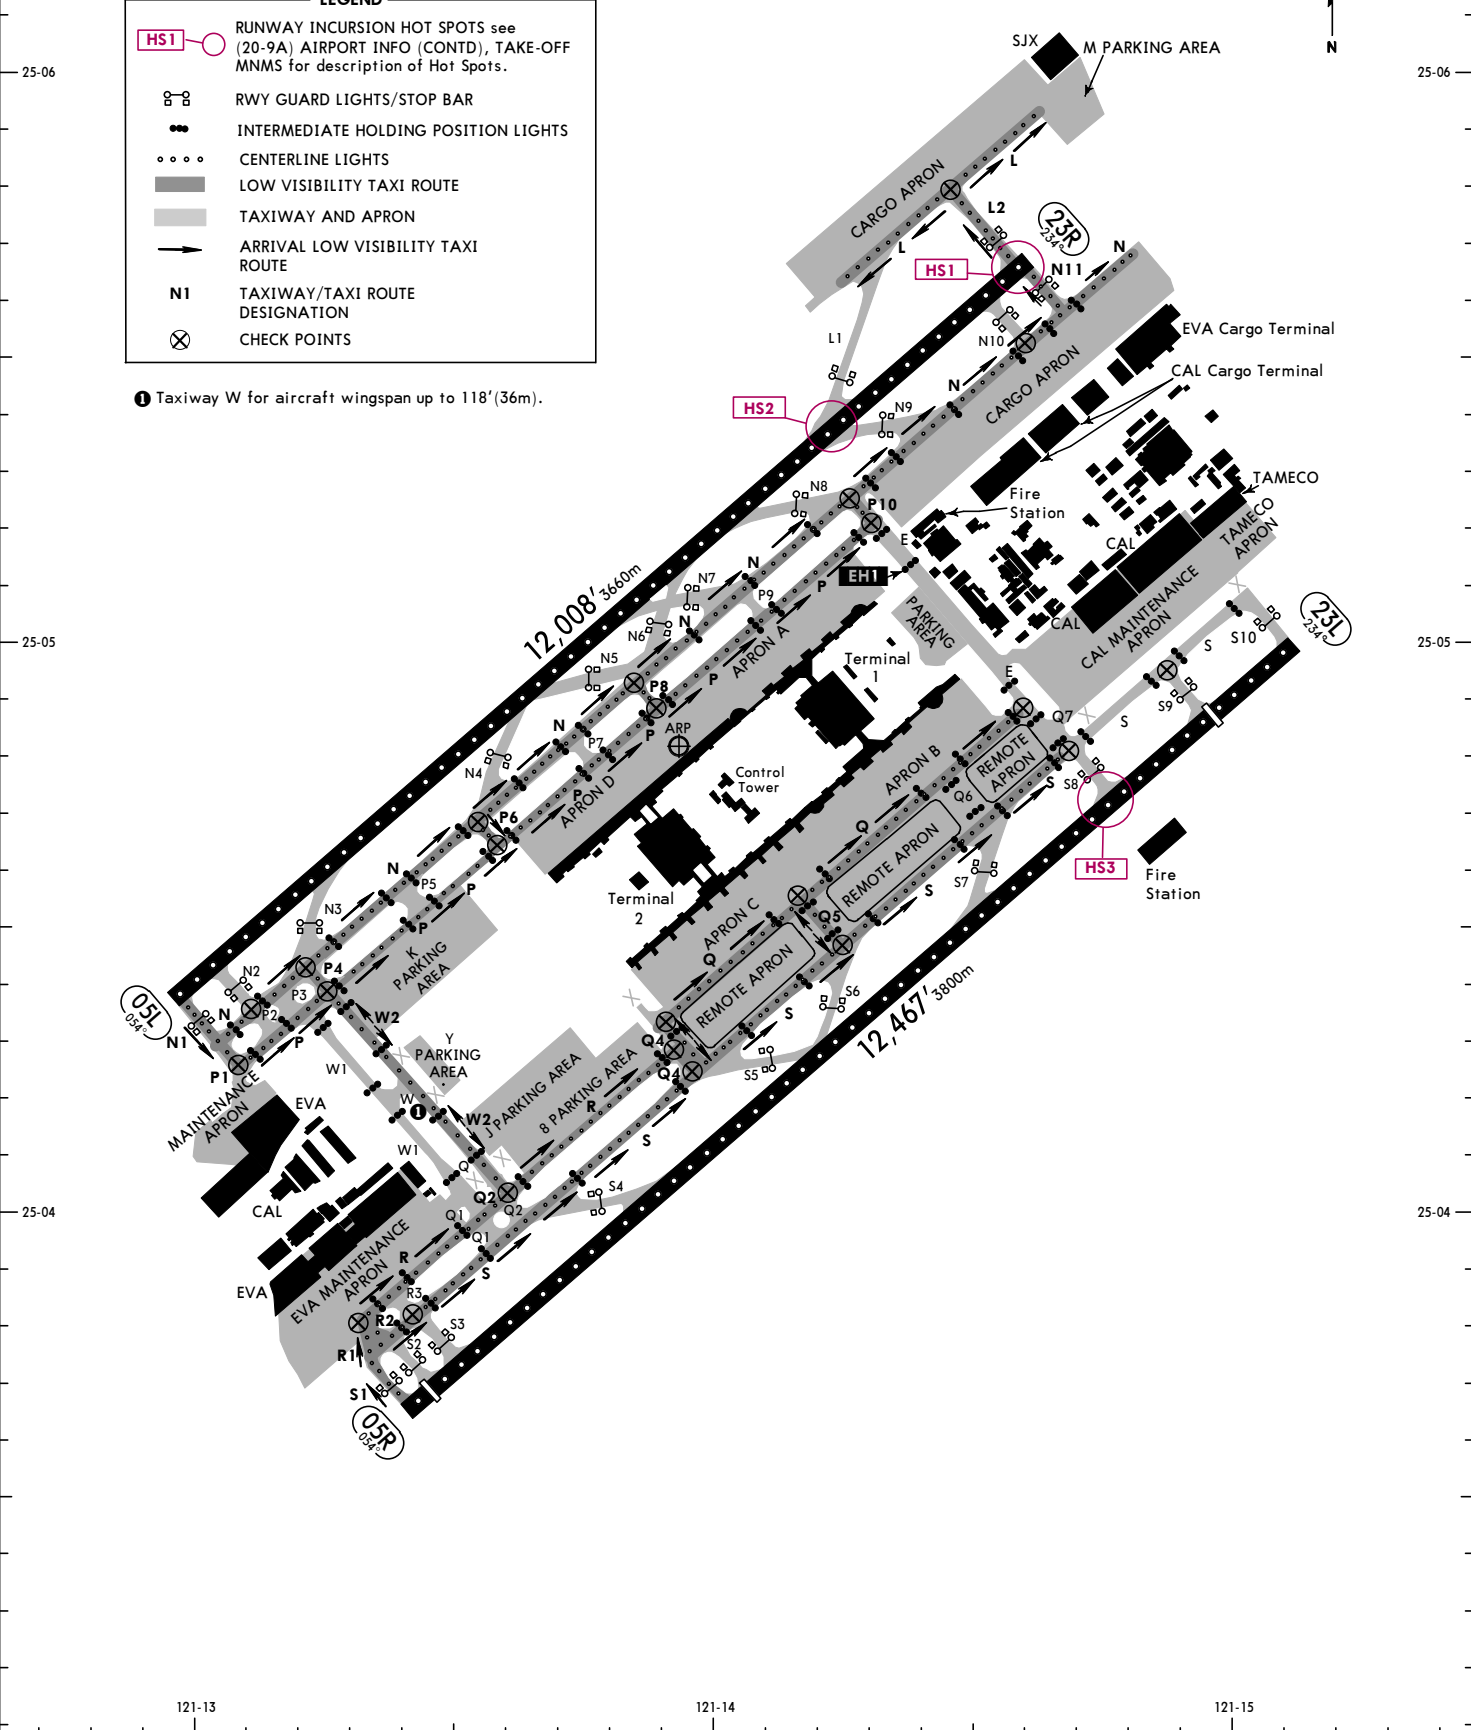 LEGEND
HS1
RUNWAY INCURSION HOT SPOTS see
(20-9A) AIRPORT INFO (CONTD), TAKE-OFF
MNMS for description of Hot Spots.
RWY GUARD LIGHTS/STOP BAR
INTERMEDIATE HOLDING POSITION LIGHTS
CENTERLINE LIGHTS
LOW VISIBILITY TAXI ROUTE
TAXIWAY AND APRON
ARRIVAL LOW VISIBILITY TAXI
ROUTE
N1
TAXIWAY/TAXI ROUTE
DESIGNATION
CHECK POINTS
1 Taxiway W for aircraft wingspan up to 118'(36m).
N
25-06
25-06
SJX
M PARKING AREA
CARGO APRON
L
L2
L
23R
234°
HS1
N11
N
L1
N10
EVA Cargo Terminal
CARGO APRON
CAL Cargo Terminal
N
HS2
N9
TAMECO
N8
P10
Fire
Station
TAMECO
APRON
E
CAL
EH1
12,008' 3660m
N
N7
P9
P
PARKING
AREA
CAL MAINTENANCE
APRON
CAL
23L
234°
S10
25-05
25-05
N6
N
APRON A
Terminal
1
S
N5
P8
P
E
S9
N
P7
P
ARP
Q7
S
N4
P
APRON D
Control
Tower
APRON B
REMOTE
APRON
S8
S
Q6
P6
Q
REMOTE APRON
HS3
Fire
Station
N
P5
P
Terminal
2
S7
S
N3
P
K
PARKING
AREA
APRON C
Q5
Q
REMOTE APRON
N2
P4
P3
S6
S
12,467' 3800m
05L
054°
N
P2
P
N1
W2
Y
PARKING
AREA
Q4
Q4
S5
P1
W1
MAINTENANCE
APRON
EVA
W 1
W2
J PARKING AREA
8 PARKING AREA
R
S
W1
Q
CAL
Q2
Q2
S4
25-04
25-04
Q1
Q1
EVA
EVA MAINTENANCE
APRON
R
S
R3
R2
S3
S2
R1
S1
05R
054°
121-13
121-14
121-15